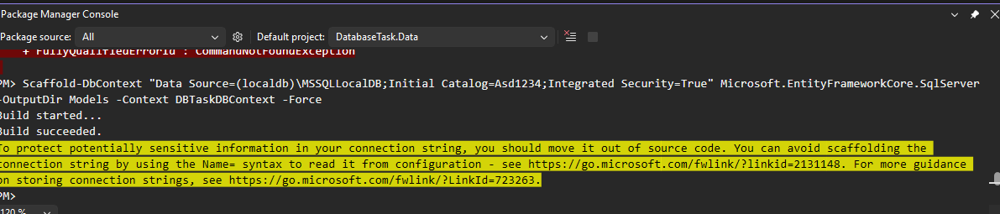 Package Manager Console
Package source: All Default project: DatabaseTask.Data
+ FullyQualifiedErrorId : CommandNotFoundException
PM> Scaffold-DbContext "Data Source=(localdb)\MSSQLLocalDB;Initial Catalog=Asd1234;Integrated Security=True" Microsoft.EntityFrameworkCore.SqlServer
-OutputDir Models -Context DBTaskDBContext -Force
Build started...
Build succeeded.
To protect potentially sensitive information in your connection string, you should move it out of source code. You can avoid scaffolding the
connection string by using the Name= syntax to read it from configuration - see https://go.microsoft.com/fwlink/?linkid=2131148. For more guidance
on storing connection strings, see https://go.microsoft.com/fwlink/?LinkId=723263.
PM>
120 %